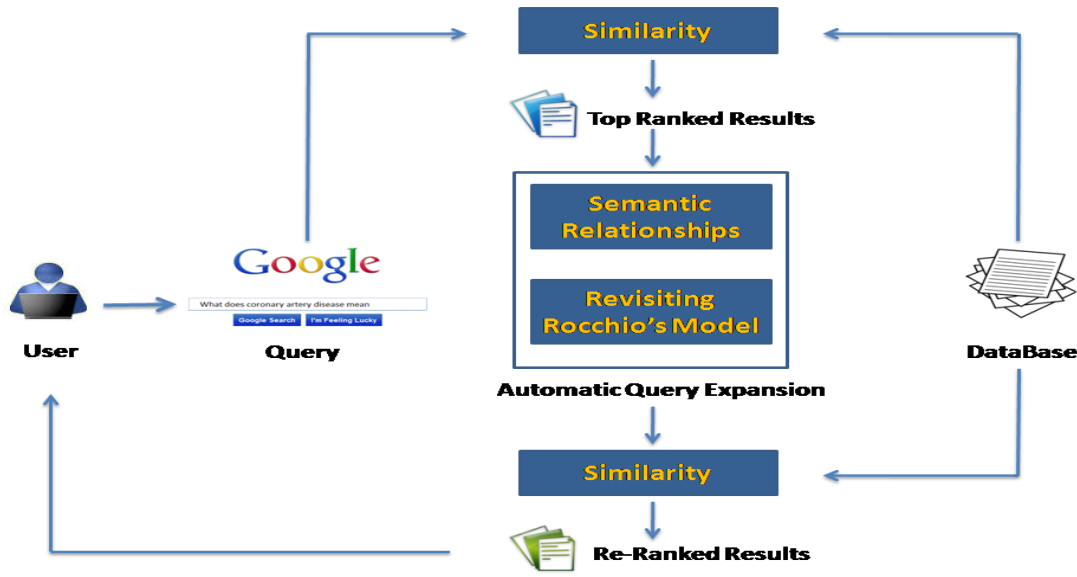 Similarity
Top Ranked Results
Semantic
Relationships
Google
What does coronary artery disease mean
Google Search
I'm Feeling Lucky
Revisiting
Rocchio's Model
User
Query
DataBase
Automatic Query Expansion
Similarity
Re-Ranked Results